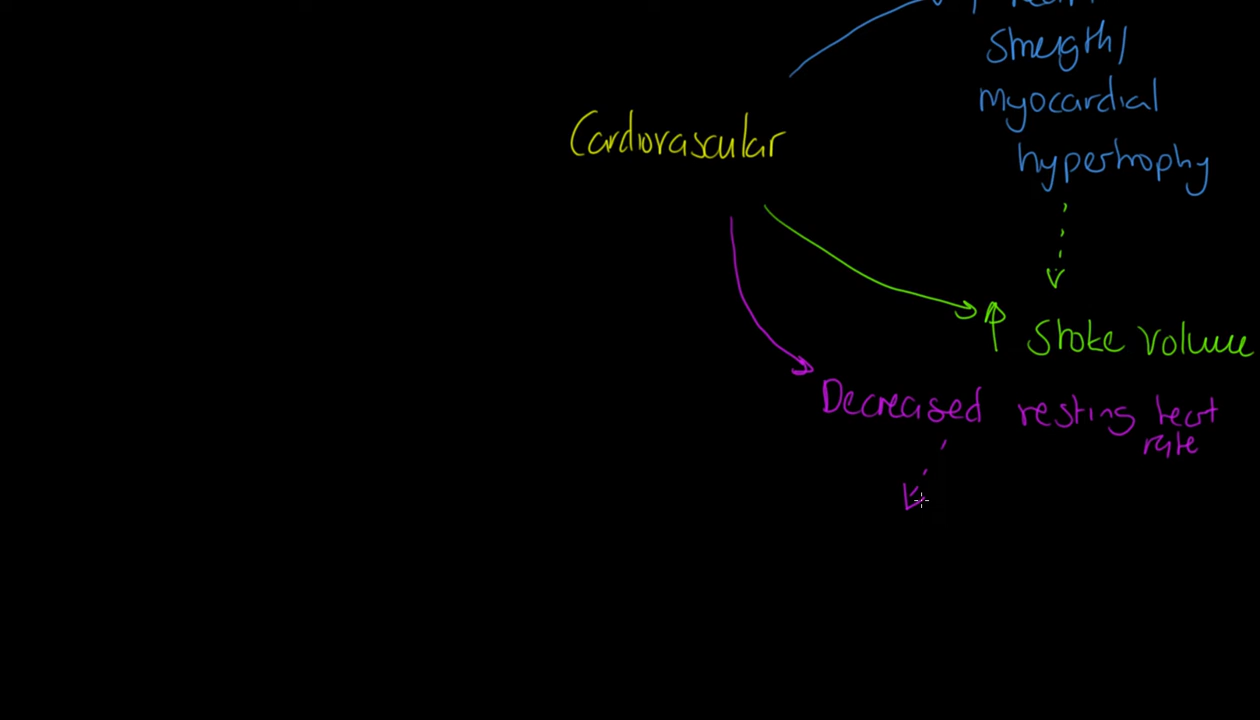 strength/
myocardial
hypertrophy
Cardiovascular
↑ Stroke volume
Decreased resting heart
rate